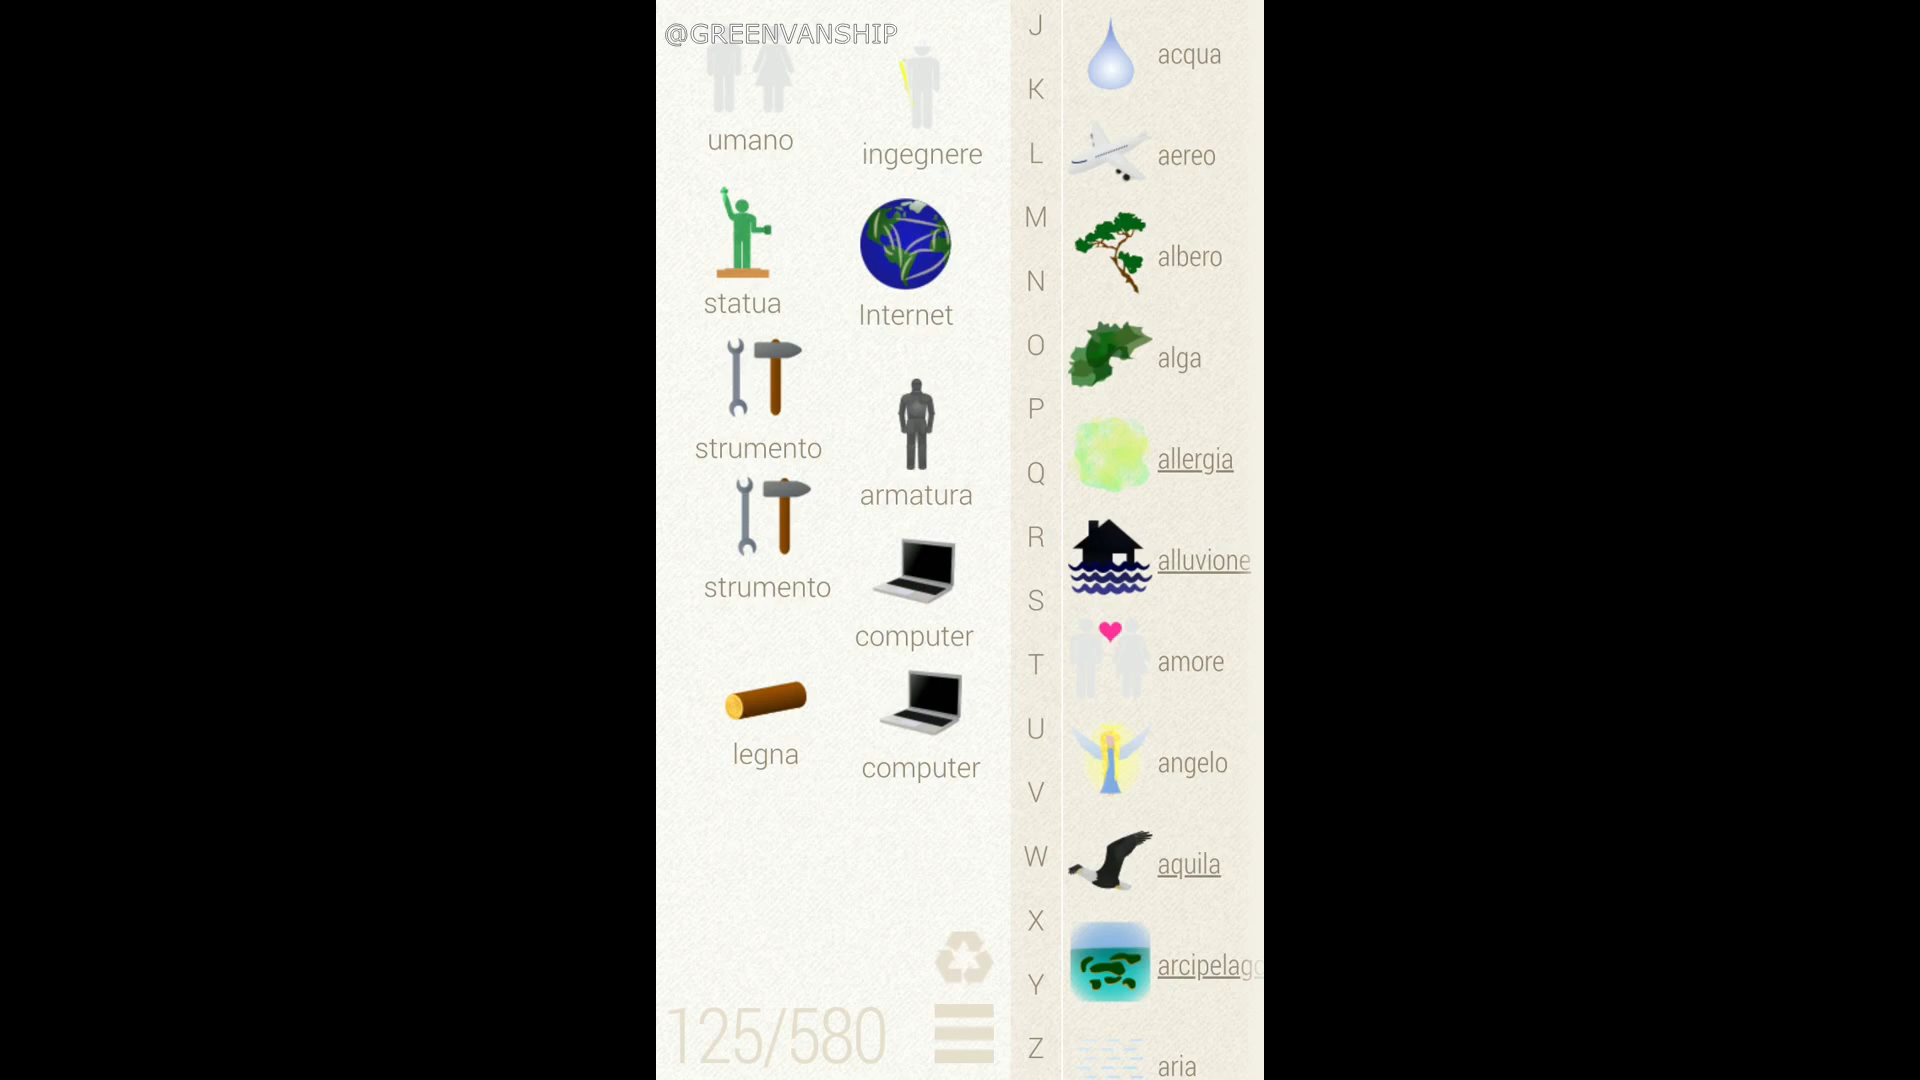 @GREENVANSHIP
umano
ingegnere
statua
Internet
strumento
armatura
strumento
computer
legna
computer
125/580
J
K
L
M
N
O
P
Q
R
S
T
U
V
W
X
Y
Z
acqua
aereo
albero
alga
allergia
alluvione
amore
angelo
aquila
arcipelago
aria